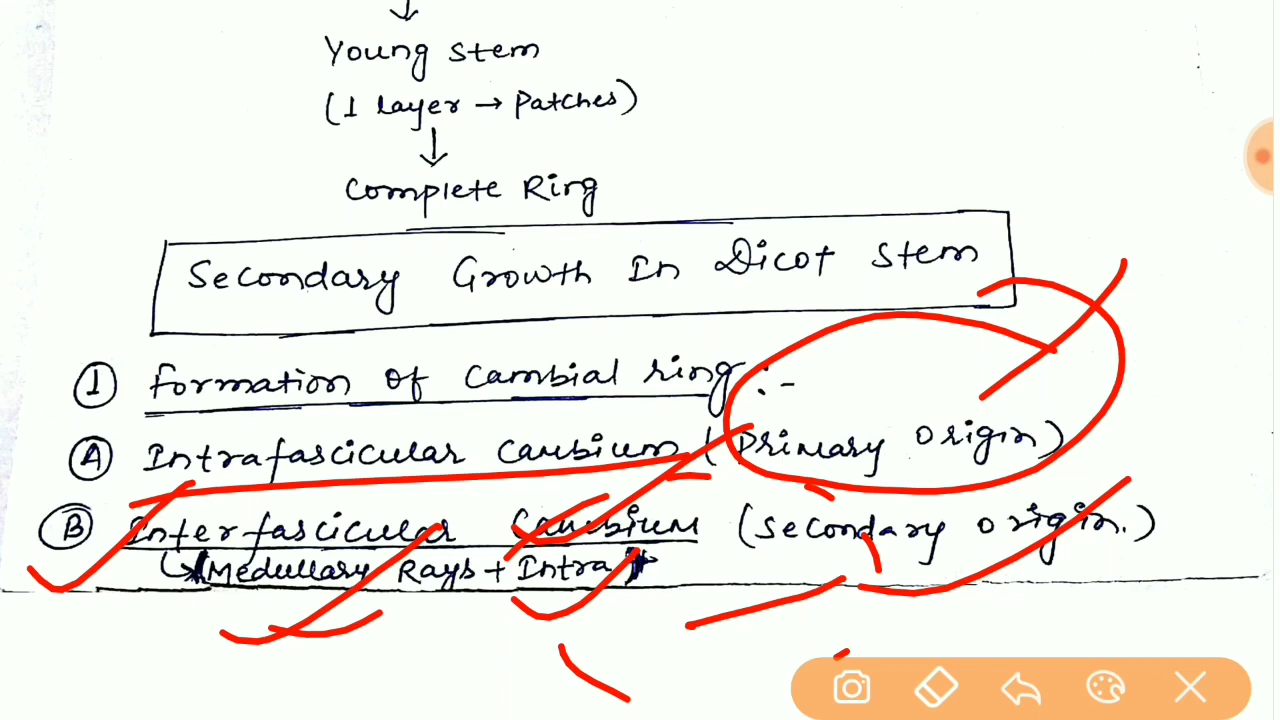 ↓
Young stem
(1 layer → patches)
↓
Complete Ring
Secondary Growth In Dicot Stem
① Formation of Cambial ring :-
Ⓐ Intrafascicular Cambium (Primary Origin)
Ⓑ Interfascicular Cambium (Secondary Origin.)
↳ (Medullary Rays + Intra)